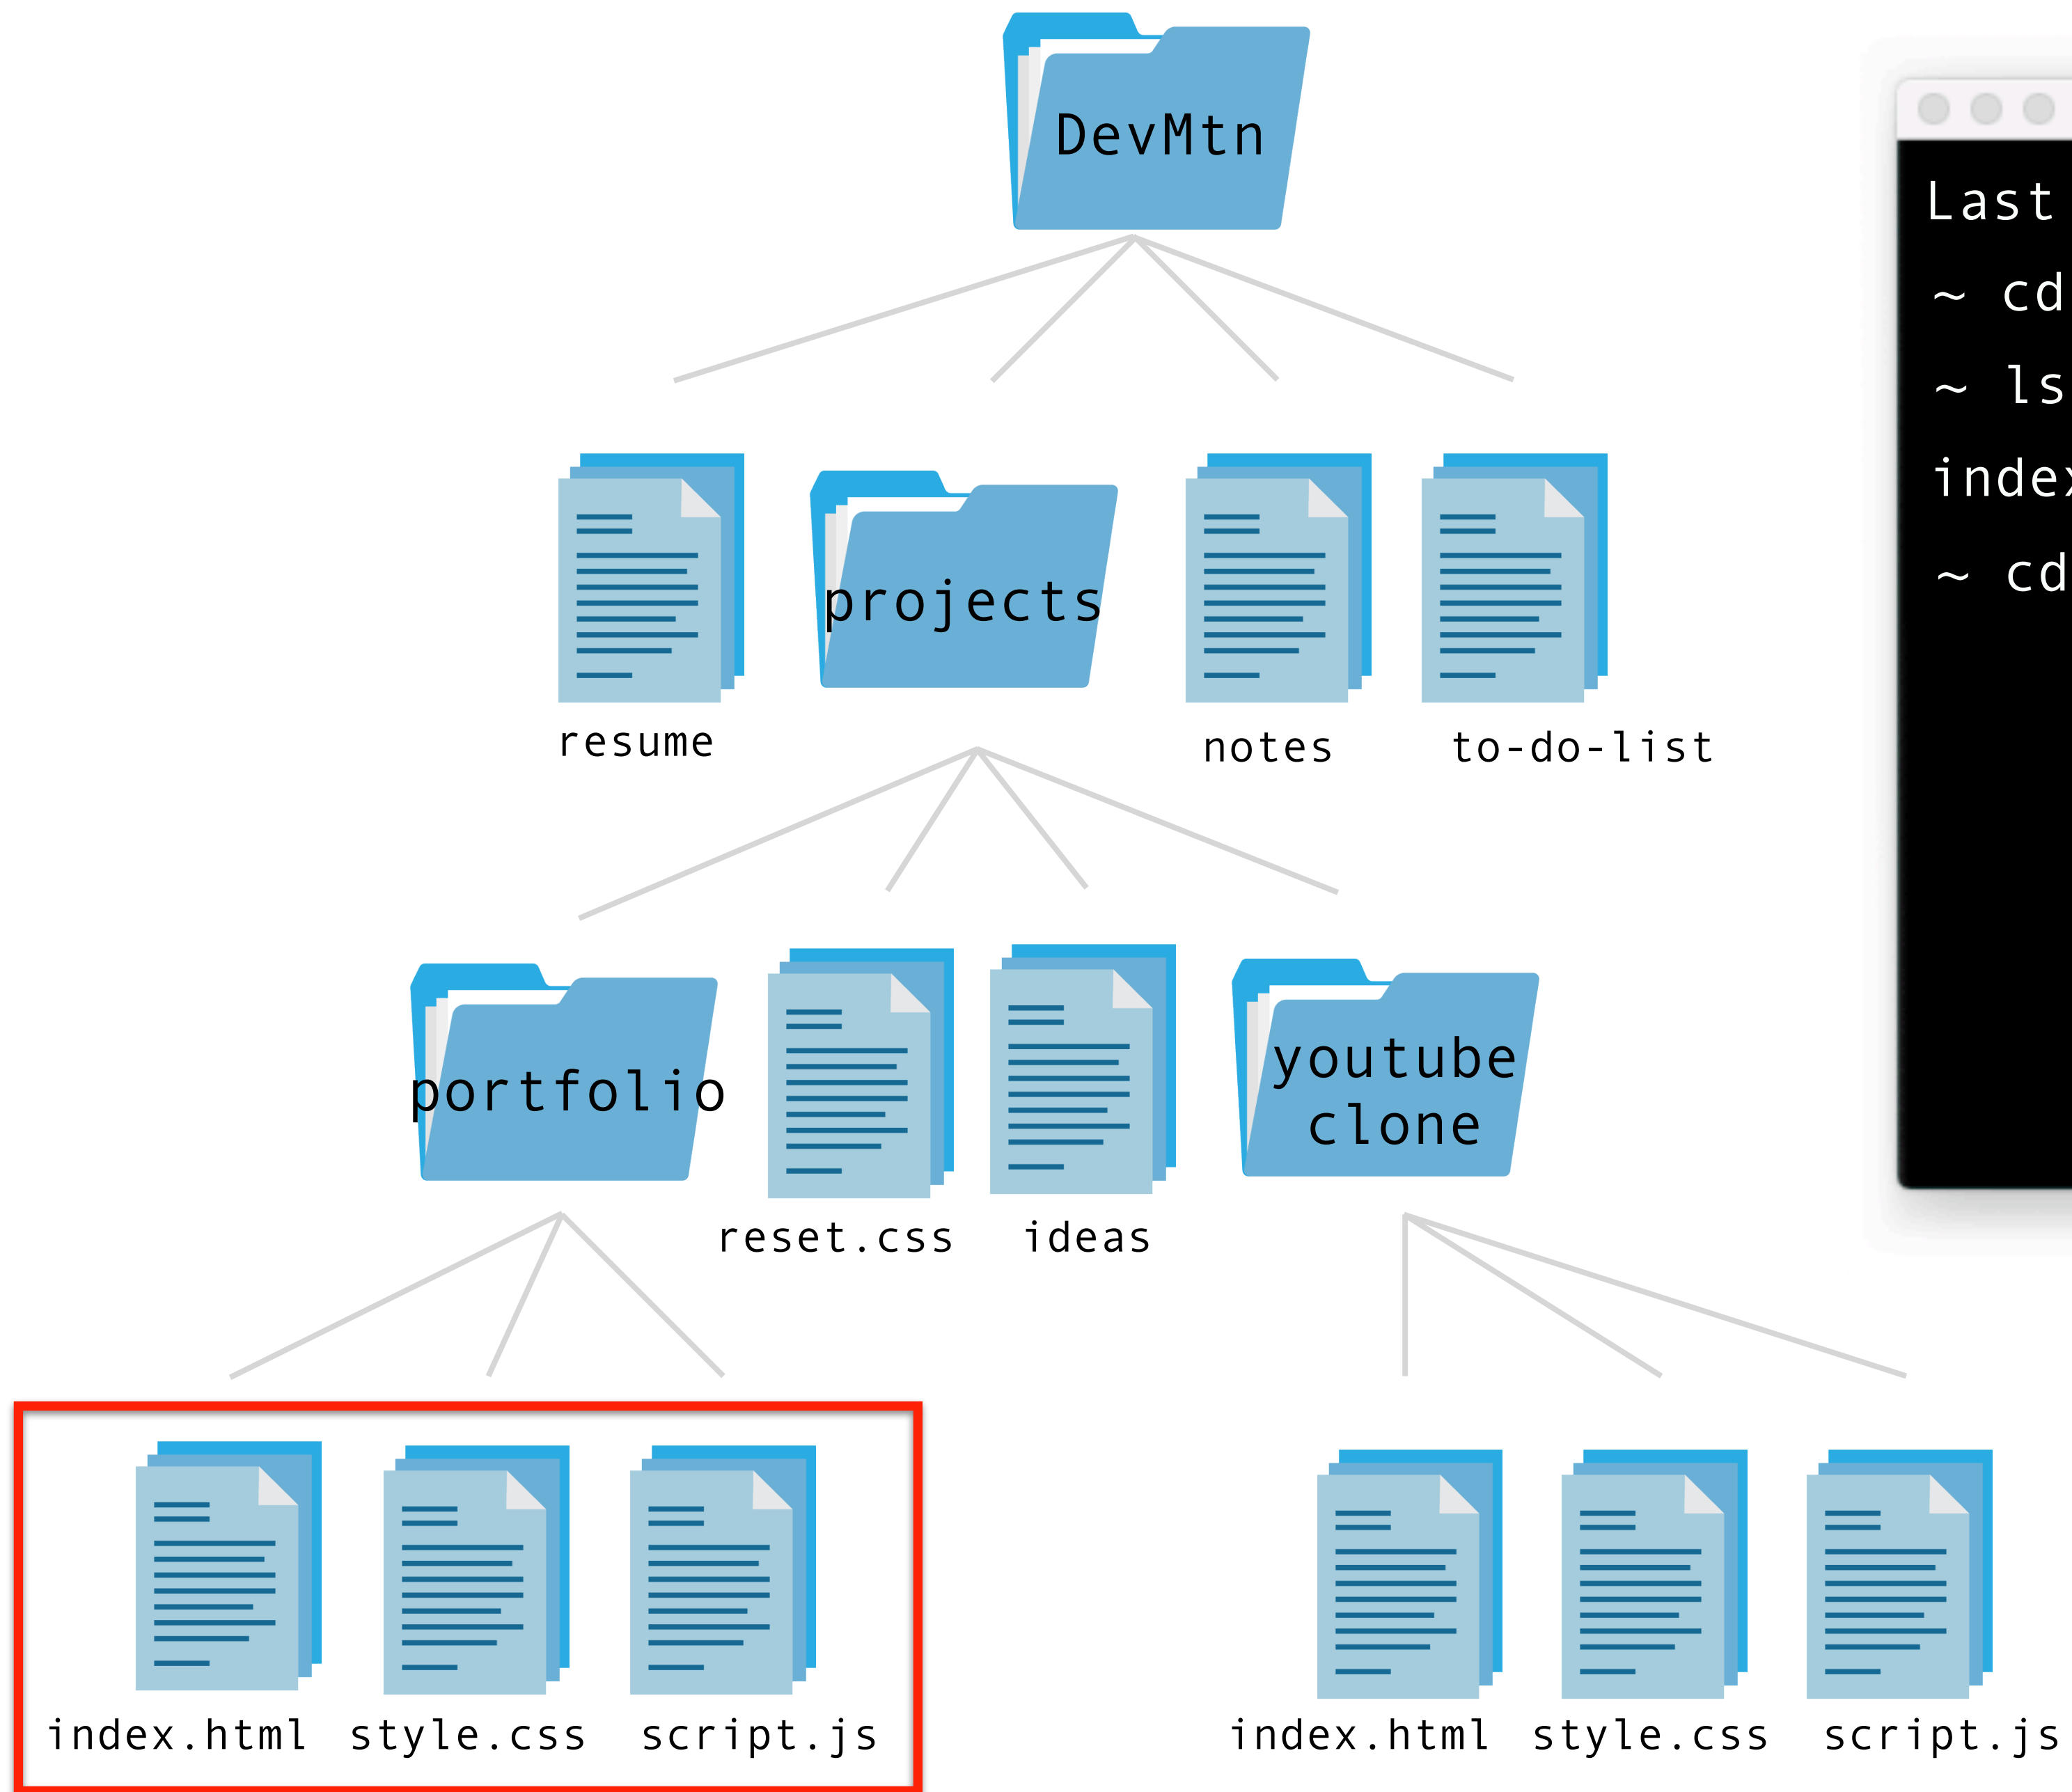 DevMtn
resume
projects
notes
to-do-list
portfolio
reset.css
ideas
youtube
clone
index.html
style.css
script.js
index.html
style.css
script.js
Last
~ cd
~ ls
~ cd